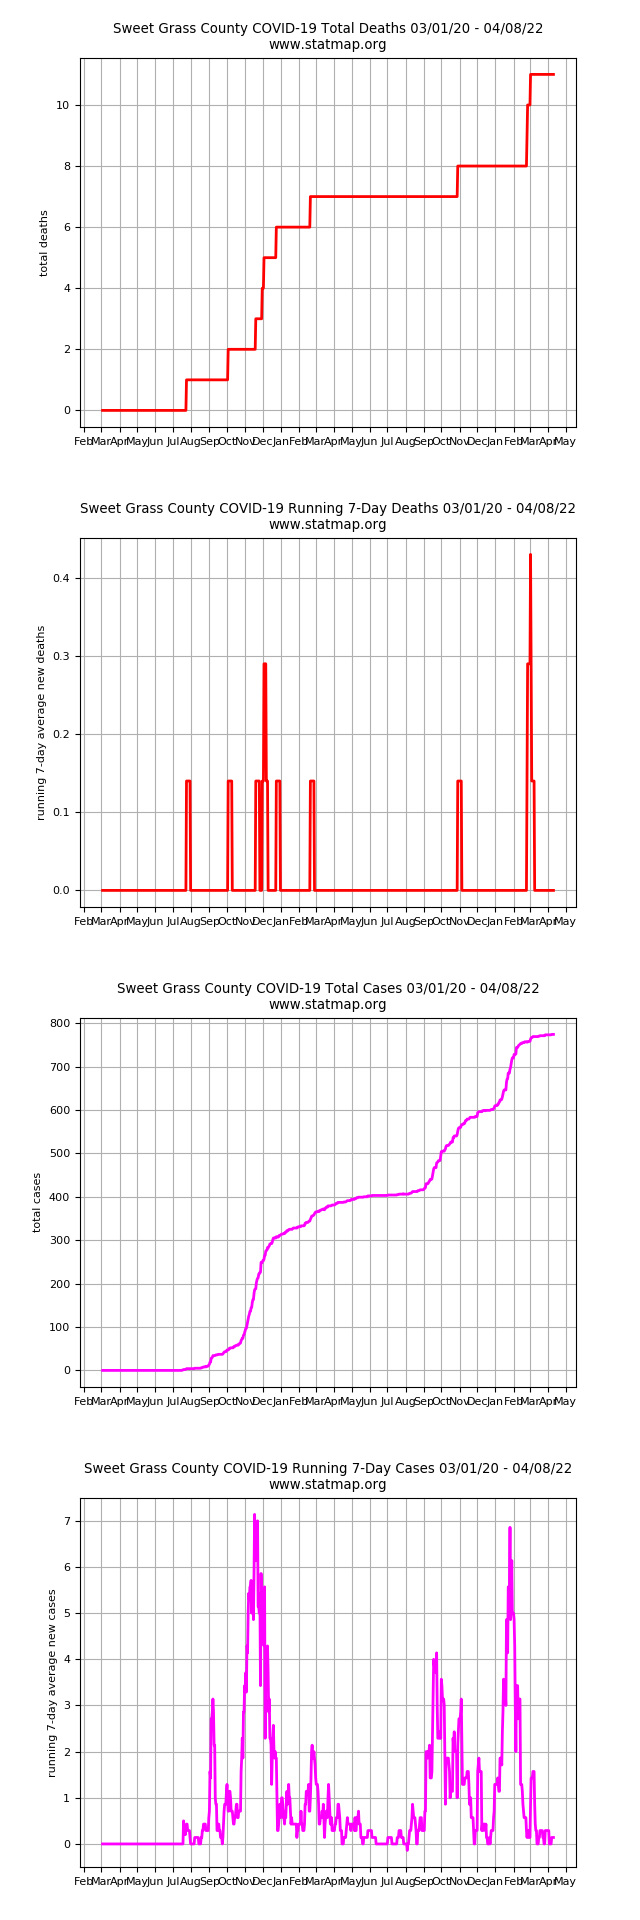 Sweet Grass County COVID-19 Total Deaths 03/01/20 - 04/08/22
www.statmap.org
total deaths
10
8
6
4
2
0
Feb Mar Apr May Jun Jul Aug Sep Oct Nov Dec Jan Feb Mar Apr May Jun Jul Aug Sep Oct Nov Dec Jan Feb Mar Apr May
Sweet Grass County COVID-19 Running 7-Day Deaths 03/01/20 - 04/08/22
www.statmap.org
running 7-day average new deaths
0.4
0.3
0.2
0.1
0.0
Feb Mar Apr May Jun Jul Aug Sep Oct Nov Dec Jan Feb Mar Apr May Jun Jul Aug Sep Oct Nov Dec Jan Feb Mar Apr May
Sweet Grass County COVID-19 Total Cases 03/01/20 - 04/08/22
www.statmap.org
total cases
800
700
600
500
400
300
200
100
0
Feb Mar Apr May Jun Jul Aug Sep Oct Nov Dec Jan Feb Mar Apr May Jun Jul Aug Sep Oct Nov Dec Jan Feb Mar Apr May
Sweet Grass County COVID-19 Running 7-Day Cases 03/01/20 - 04/08/22
www.statmap.org
running 7-day average new cases
7
6
5
4
3
2
1
0
Feb Mar Apr May Jun Jul Aug Sep Oct Nov Dec Jan Feb Mar Apr May Jun Jul Aug Sep Oct Nov Dec Jan Feb Mar Apr May